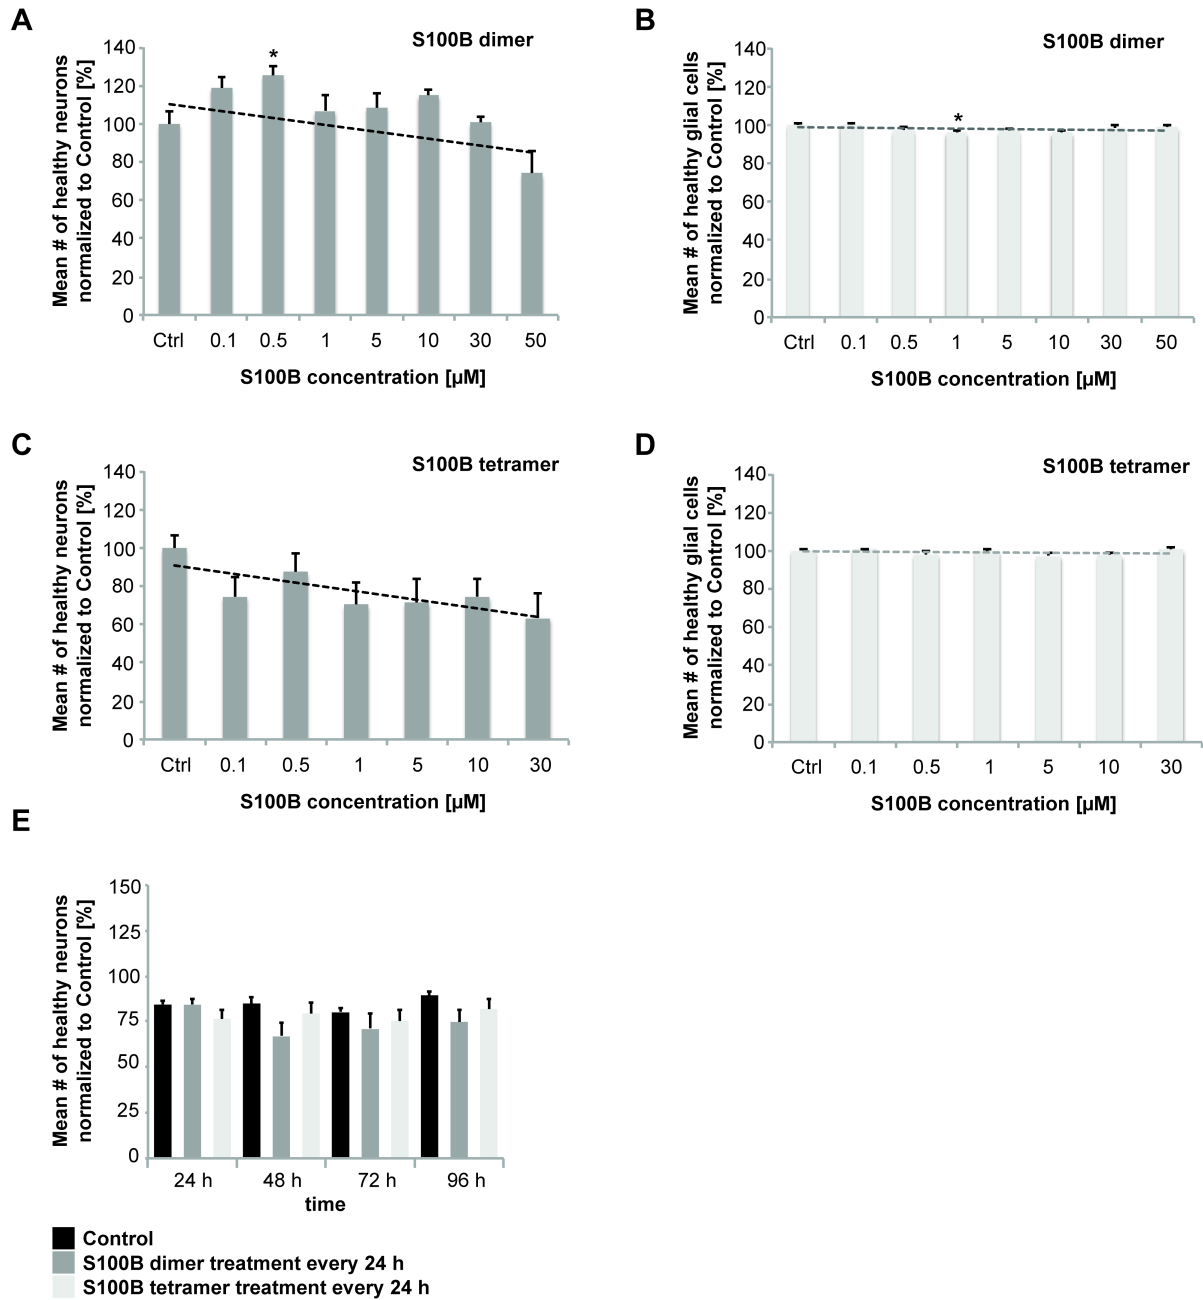 A
S100B dimer
Mean # of healthy neurons
normalized to Control [%]
140
120
100
80
60
40
20
0
*
Ctrl 0.1 0.5 1 5 10 30 50
S100B concentration [µM]
B
S100B dimer
Mean # of healthy glial cells
normalized to Control [%]
140
120
100
80
60
40
20
0
*
Ctrl 0.1 0.5 1 5 10 30 50
S100B concentration [µM]
C
S100B tetramer
Mean # of healthy neurons
normalized to Control [%]
140
120
100
80
60
40
20
0
Ctrl 0.1 0.5 1 5 10 30
S100B concentration [µM]
D
S100B tetramer
Mean # of healthy glial cells
normalized to Control [%]
140
120
100
80
60
40
20
0
Ctrl 0.1 0.5 1 5 10 30
S100B concentration [µM]
E
Mean # of healthy neurons
normalized to Control [%]
150
125
100
75
50
25
0
24 h 48 h 72 h 96 h
time
Control
S100B dimer treatment every 24 h
S100B tetramer treatment every 24 h